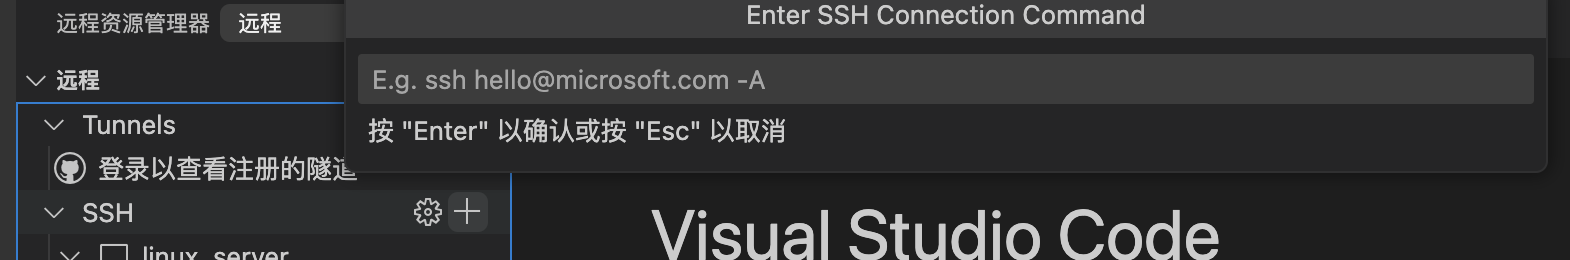 远程资源管理器 远程
Enter SSH Connection Command
E.g. ssh hello@microsoft.com -A
按 "Enter" 以确认或按 "Esc" 以取消
远程
Tunnels
登录以查看注册的隧道
SSH
linux_server
Visual Studio Code